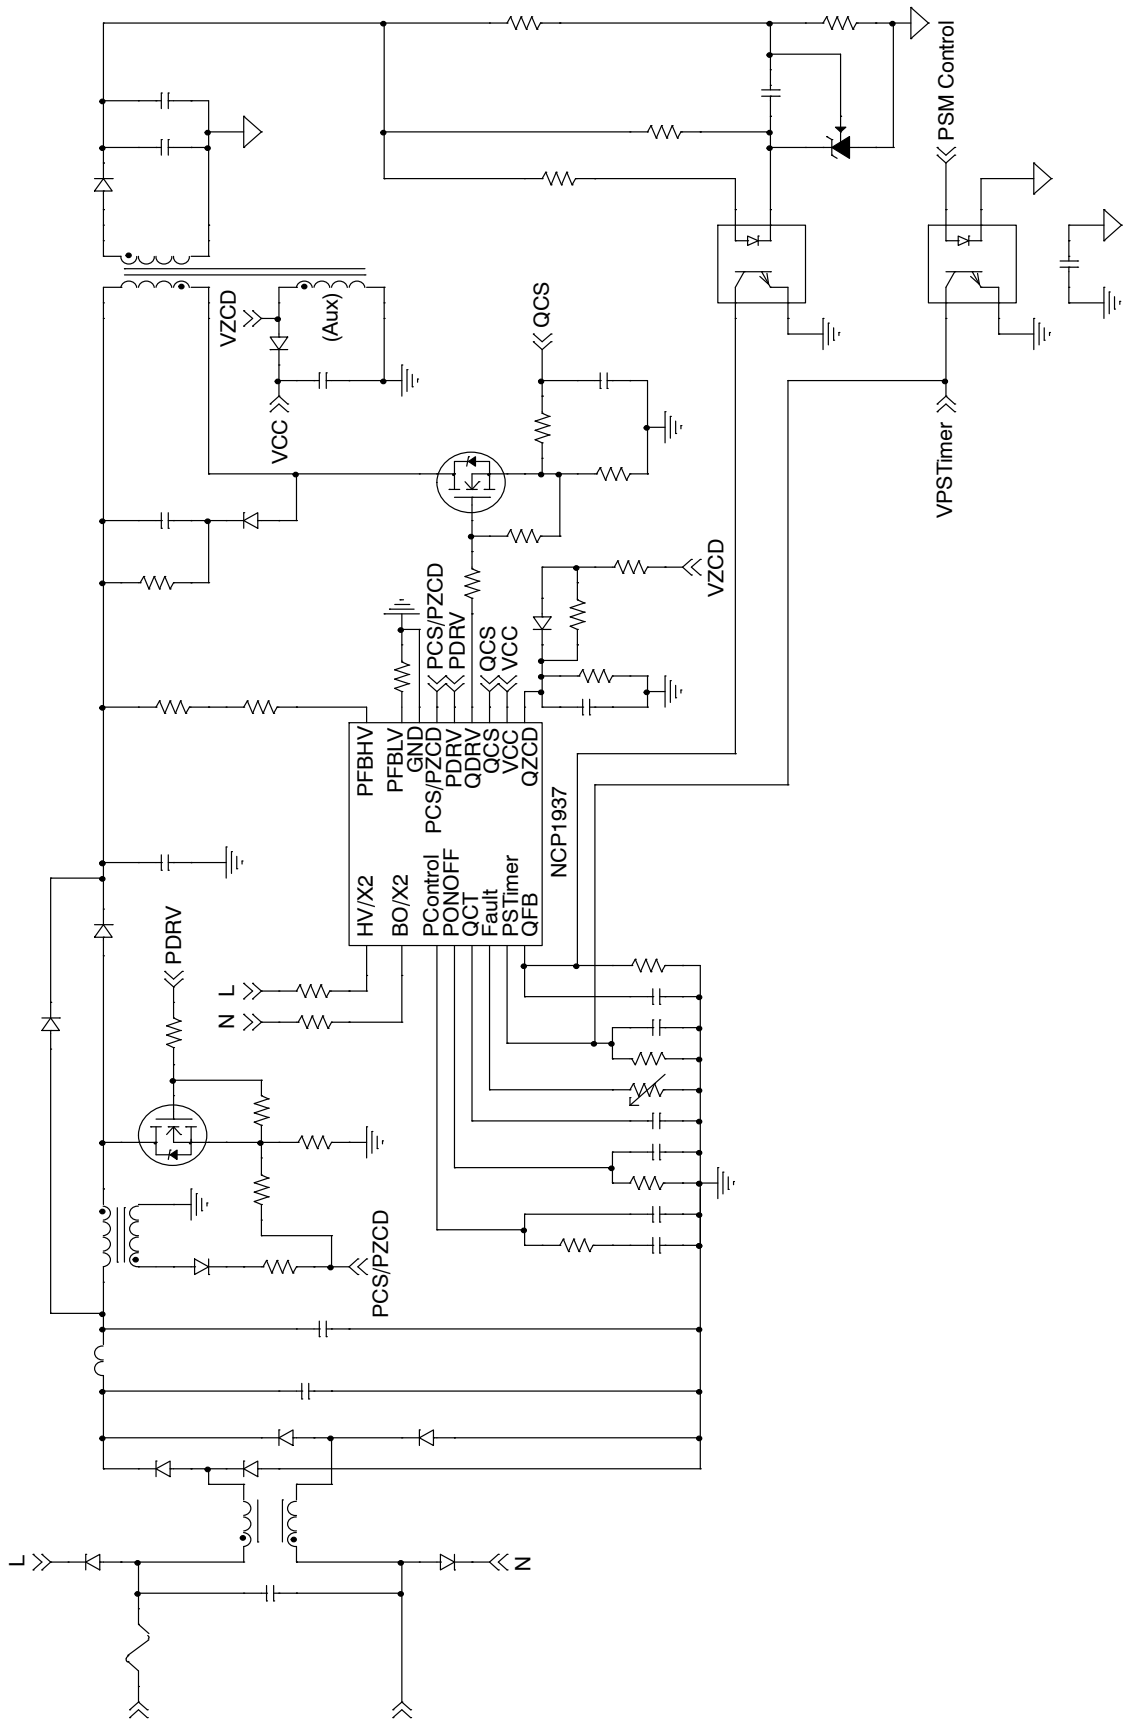 L
N
L
N
PCS/PZCD
PDRV
HV/X2
BO/X2
PControl
PONOFF
QCT
Fault
PSTimer
QFB
PFBHV
PFBLV
GND
PCS/PZCD
PDRV
QDRV
QCS
VCC
QZCD
NCP1937
PCS/PZCD
PDRV
QCS
VCC
VZCD
VCC
VZCD
(Aux)
QCS
VPSTimer
PSM Control